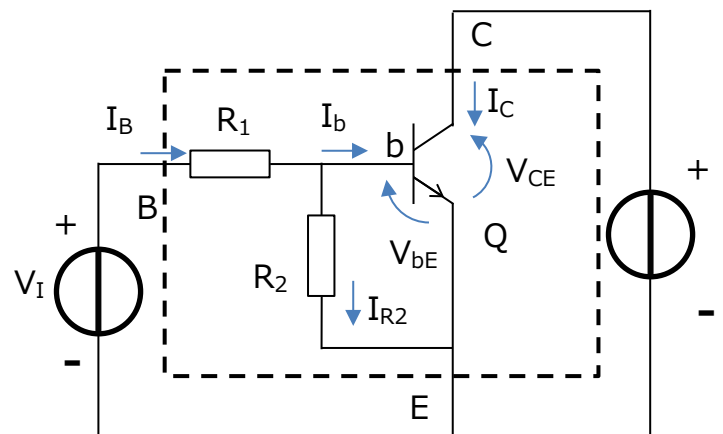 C
I_B
R_1
I_b
I_C
b
V_CE
B
+
+
V_I
V_bE
Q
R_2
I_R2
-
-
E